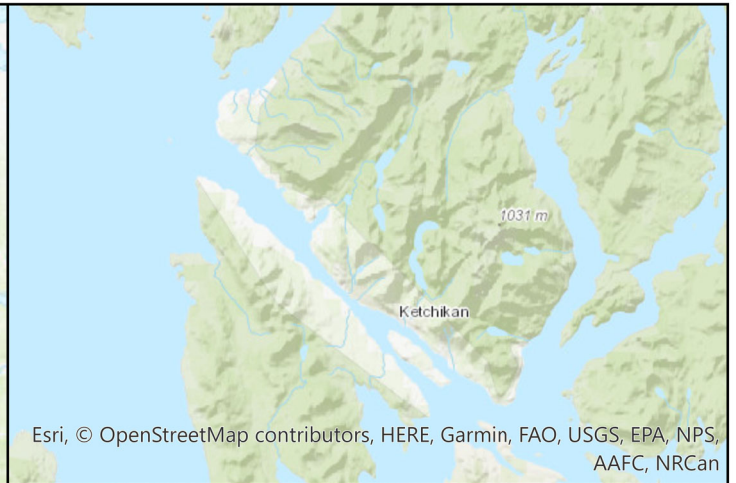 1031 m
Ketchikan
Esri, © OpenStreetMap contributors, HERE, Garmin, FAO, USGS, EPA, NPS,
AAFC, NRCan